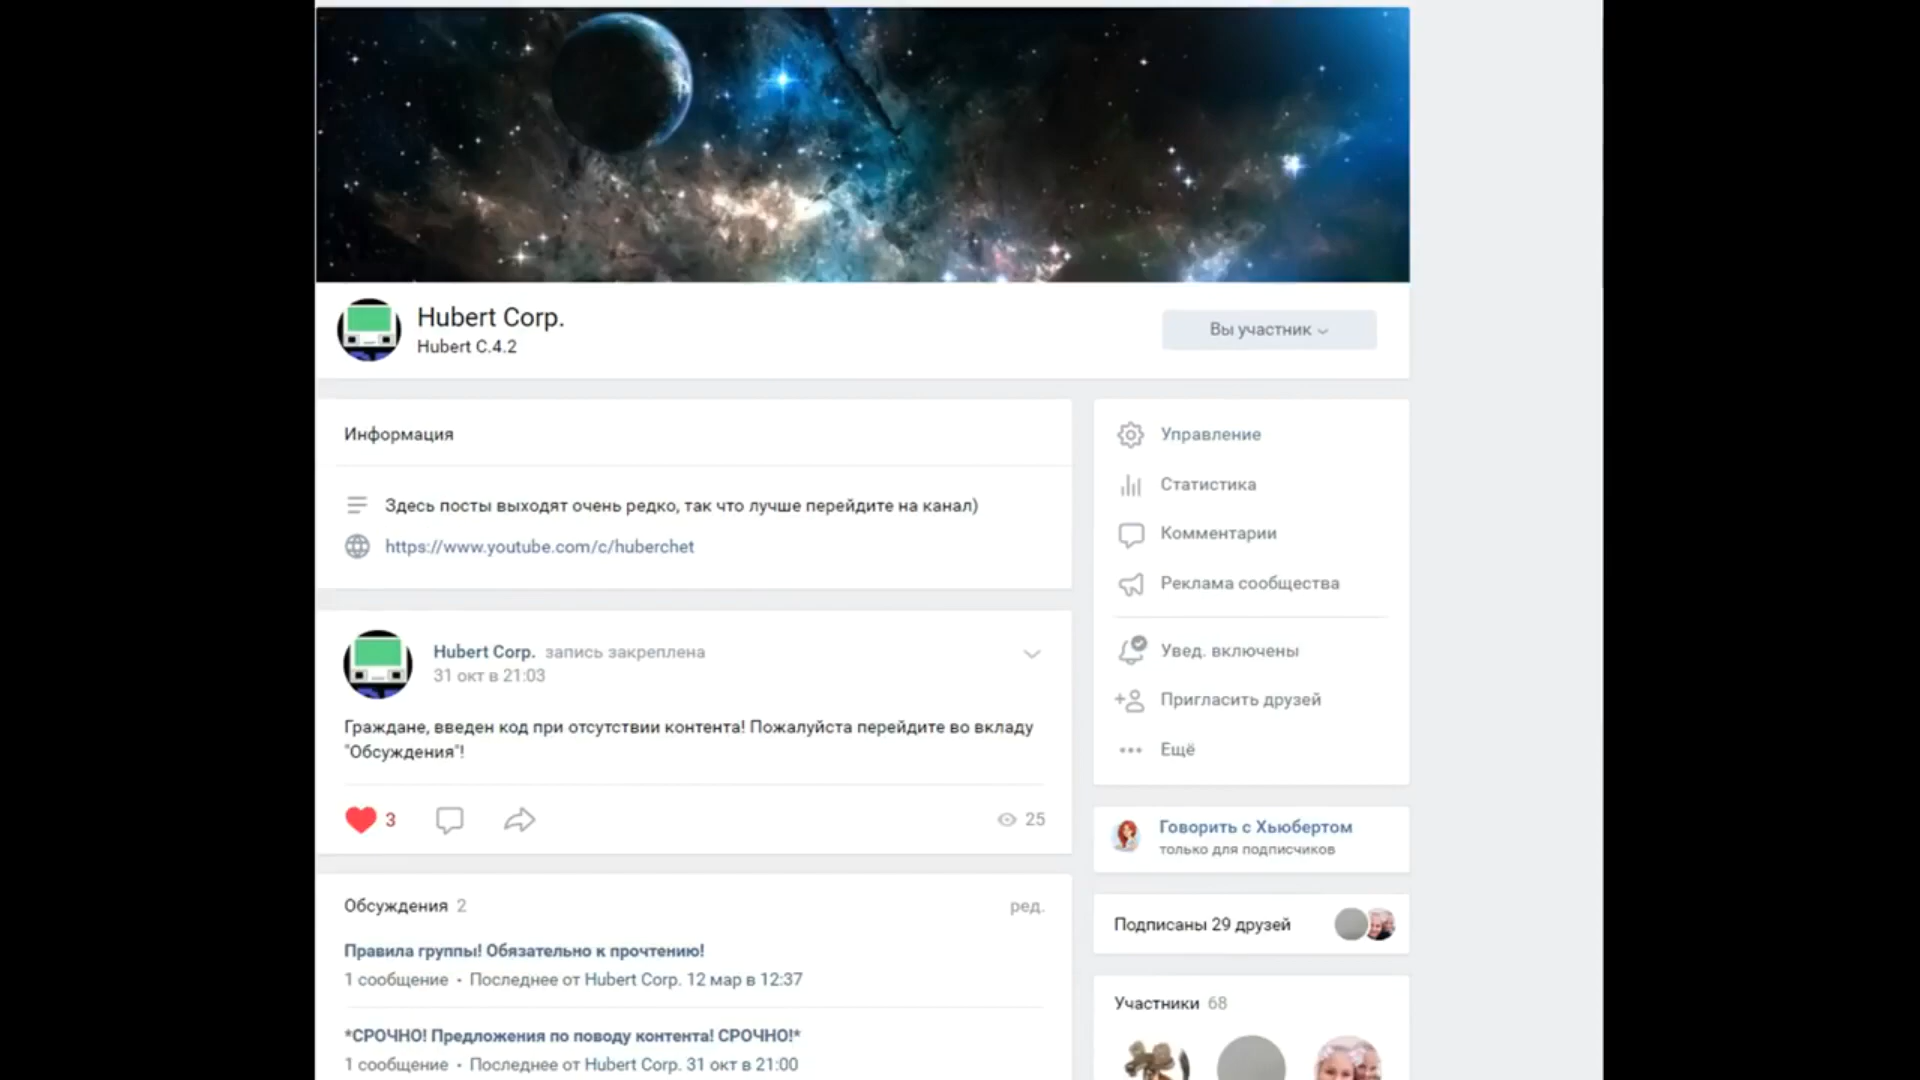 Hubert Corp.
Hubert C.4.2
Вы участник
Информация
Здесь посты выходят очень редко, так что лучше перейдите на канал)
https://www.youtube.com/c/huberchet
Hubert Corp. запись закреплена
31 окт в 21:03
Граждане, введен код при отсутствии контента! Пожалуйста перейдите во вкладу
"Обсуждения"!
3
25
Обсуждения 2
ред.
Правила группы! Обязательно к прочтению!
1 сообщение · Последнее от Hubert Corp. 12 мар в 12:37
*СРОЧНО! Предложения по поводу контента! СРОЧНО!*
1 сообщение · Последнее от Hubert Corp. 31 окт в 21:00
Управление
Статистика
Комментарии
Реклама сообщества
Увед. включены
Пригласить друзей
Ещё
Говорить с Хьюбертом
только для подписчиков
Подписаны 29 друзей
Участники 68